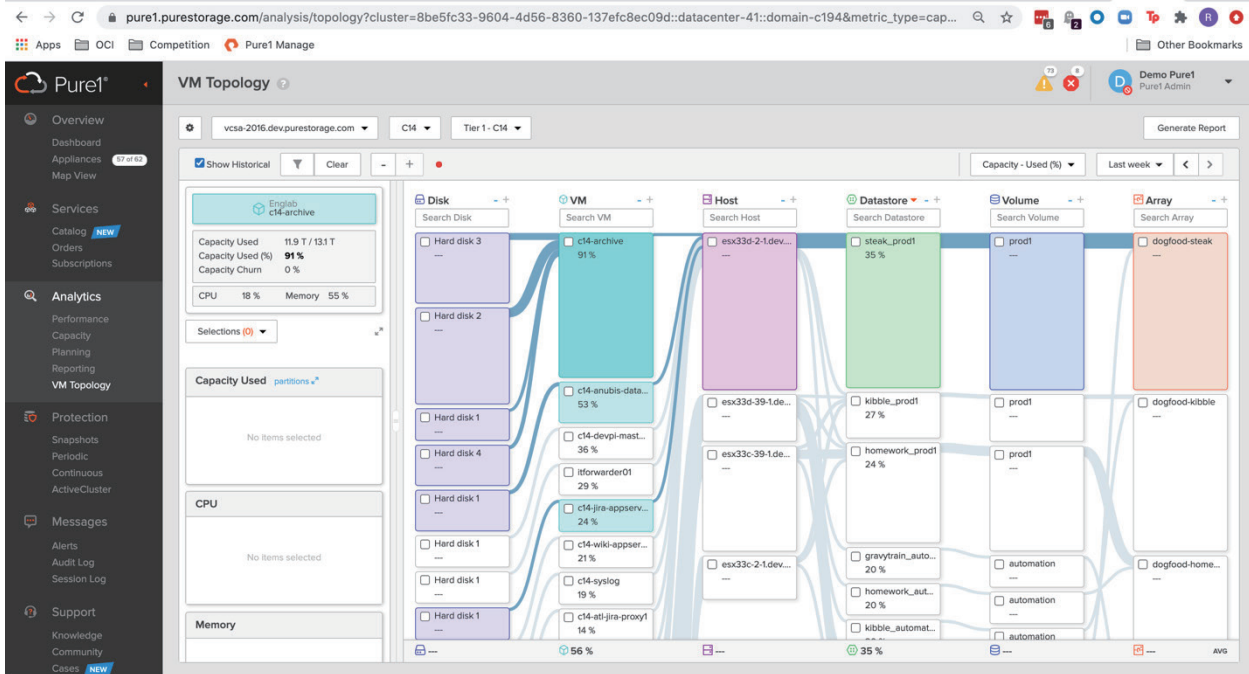 pure1.purestorage.com/analysis/topology?cluster=8be5fc33-9604-4d56-8360-137efc8ec09d::datacenter-41::domain-c194&metric_type=cap...
6
2
Tp
R
Apps
OCI
Competition
Pure1 Manage
Other Bookmarks
Pure1®
VM Topology ?
73
8
D
Demo Pure1
Pure1 Admin
Overview
Dashboard
Appliances 57 of 62
Map View
Services
Catalog NEW
Orders
Subscriptions
Analytics
Performance
Capacity
Planning
Reporting
VM Topology
Protection
Snapshots
Periodic
Continuous
ActiveCluster
Messages
Alerts
Audit Log
Session Log
Support
Knowledge
Community
Cases NEW
vcsa-2016.dev.purestorage.com
C14
Tier 1 - C14
Generate Report
Show Historical
Clear
- +
Capacity - Used (%)
Last week
< >
Englab
c14-archive
Capacity Used 11.9 T / 13.1 T
Capacity Used (%) 91 %
Capacity Churn 0 %
CPU 18 % Memory 55 %
Selections (0)
Capacity Used partitions
No items selected
CPU
No items selected
Memory
Disk - +
Search Disk
Hard disk 3
---
Hard disk 2
---
Hard disk 1
---
Hard disk 4
---
Hard disk 1
---
Hard disk 1
---
Hard disk 1
---
Hard disk 1
---
---
VM - +
Search VM
c14-archive
91 %
c14-anubis-data...
53 %
c14-devpi-mast...
36 %
itforwarder01
29 %
c14-jira-appserv...
24 %
c14-wiki-appser...
21 %
c14-syslog
19 %
c14-atl-jira-proxy1
14 %
56 %
Host - +
Search Host
esx33d-2-1.dev....
---
esx33d-39-1.de...
---
esx33c-39-1.de...
---
esx33c-2-1.dev....
---
---
Datastore - +
Search Datastore
steak_prod1
35 %
kibble_prod1
27 %
homework_prod1
24 %
gravytrain_auto...
20 %
homework_aut...
20 %
kibble_automat...
35 %
Volume - +
Search Volume
prod1
---
prod1
---
prod1
---
automation
---
automation
---
automation
---
Array - +
Search Array
dogfood-steak
---
dogfood-kibble
---
dogfood-home...
---
---
AVG